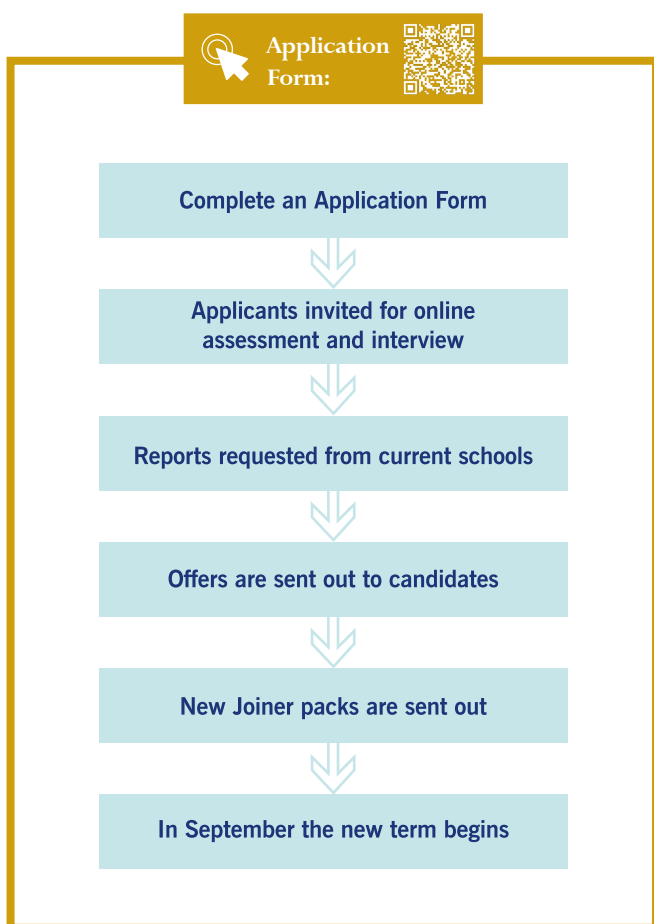 Application
Form:
Complete an Application Form
Applicants invited for online
assessment and interview
Reports requested from current schools
Offers are sent out to candidates
New Joiner packs are sent out
In September the new term begins